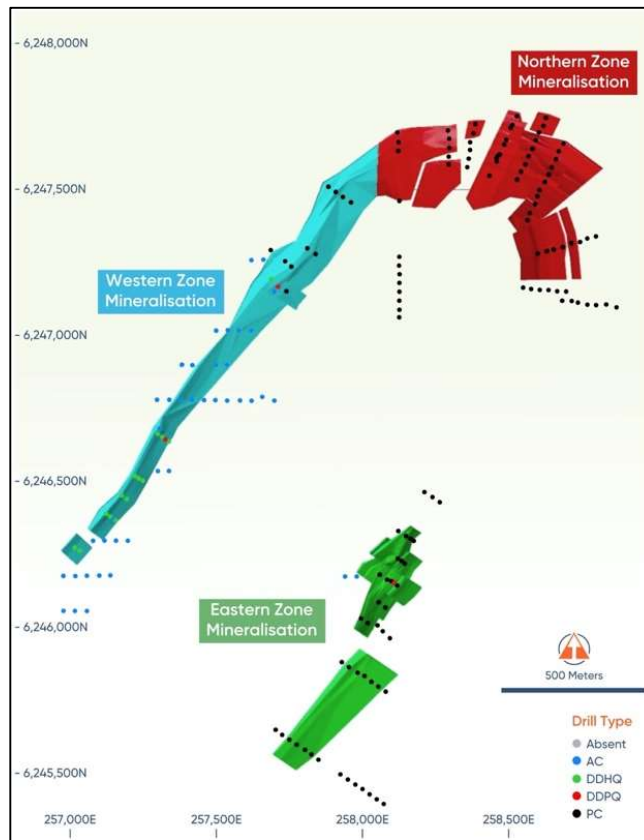 6,248,000N
Northern Zone
Mineralisation
6,247,500N
Western Zone
Mineralisation
6,247,000N
6,246,500N
Eastern Zone
Mineralisation
6,246,000N
500 Meters
Drill Type
Absent
AC
DDHQ
DDPQ
PC
6,245,500N
257,000E 257,500E 258,000E 258,500E